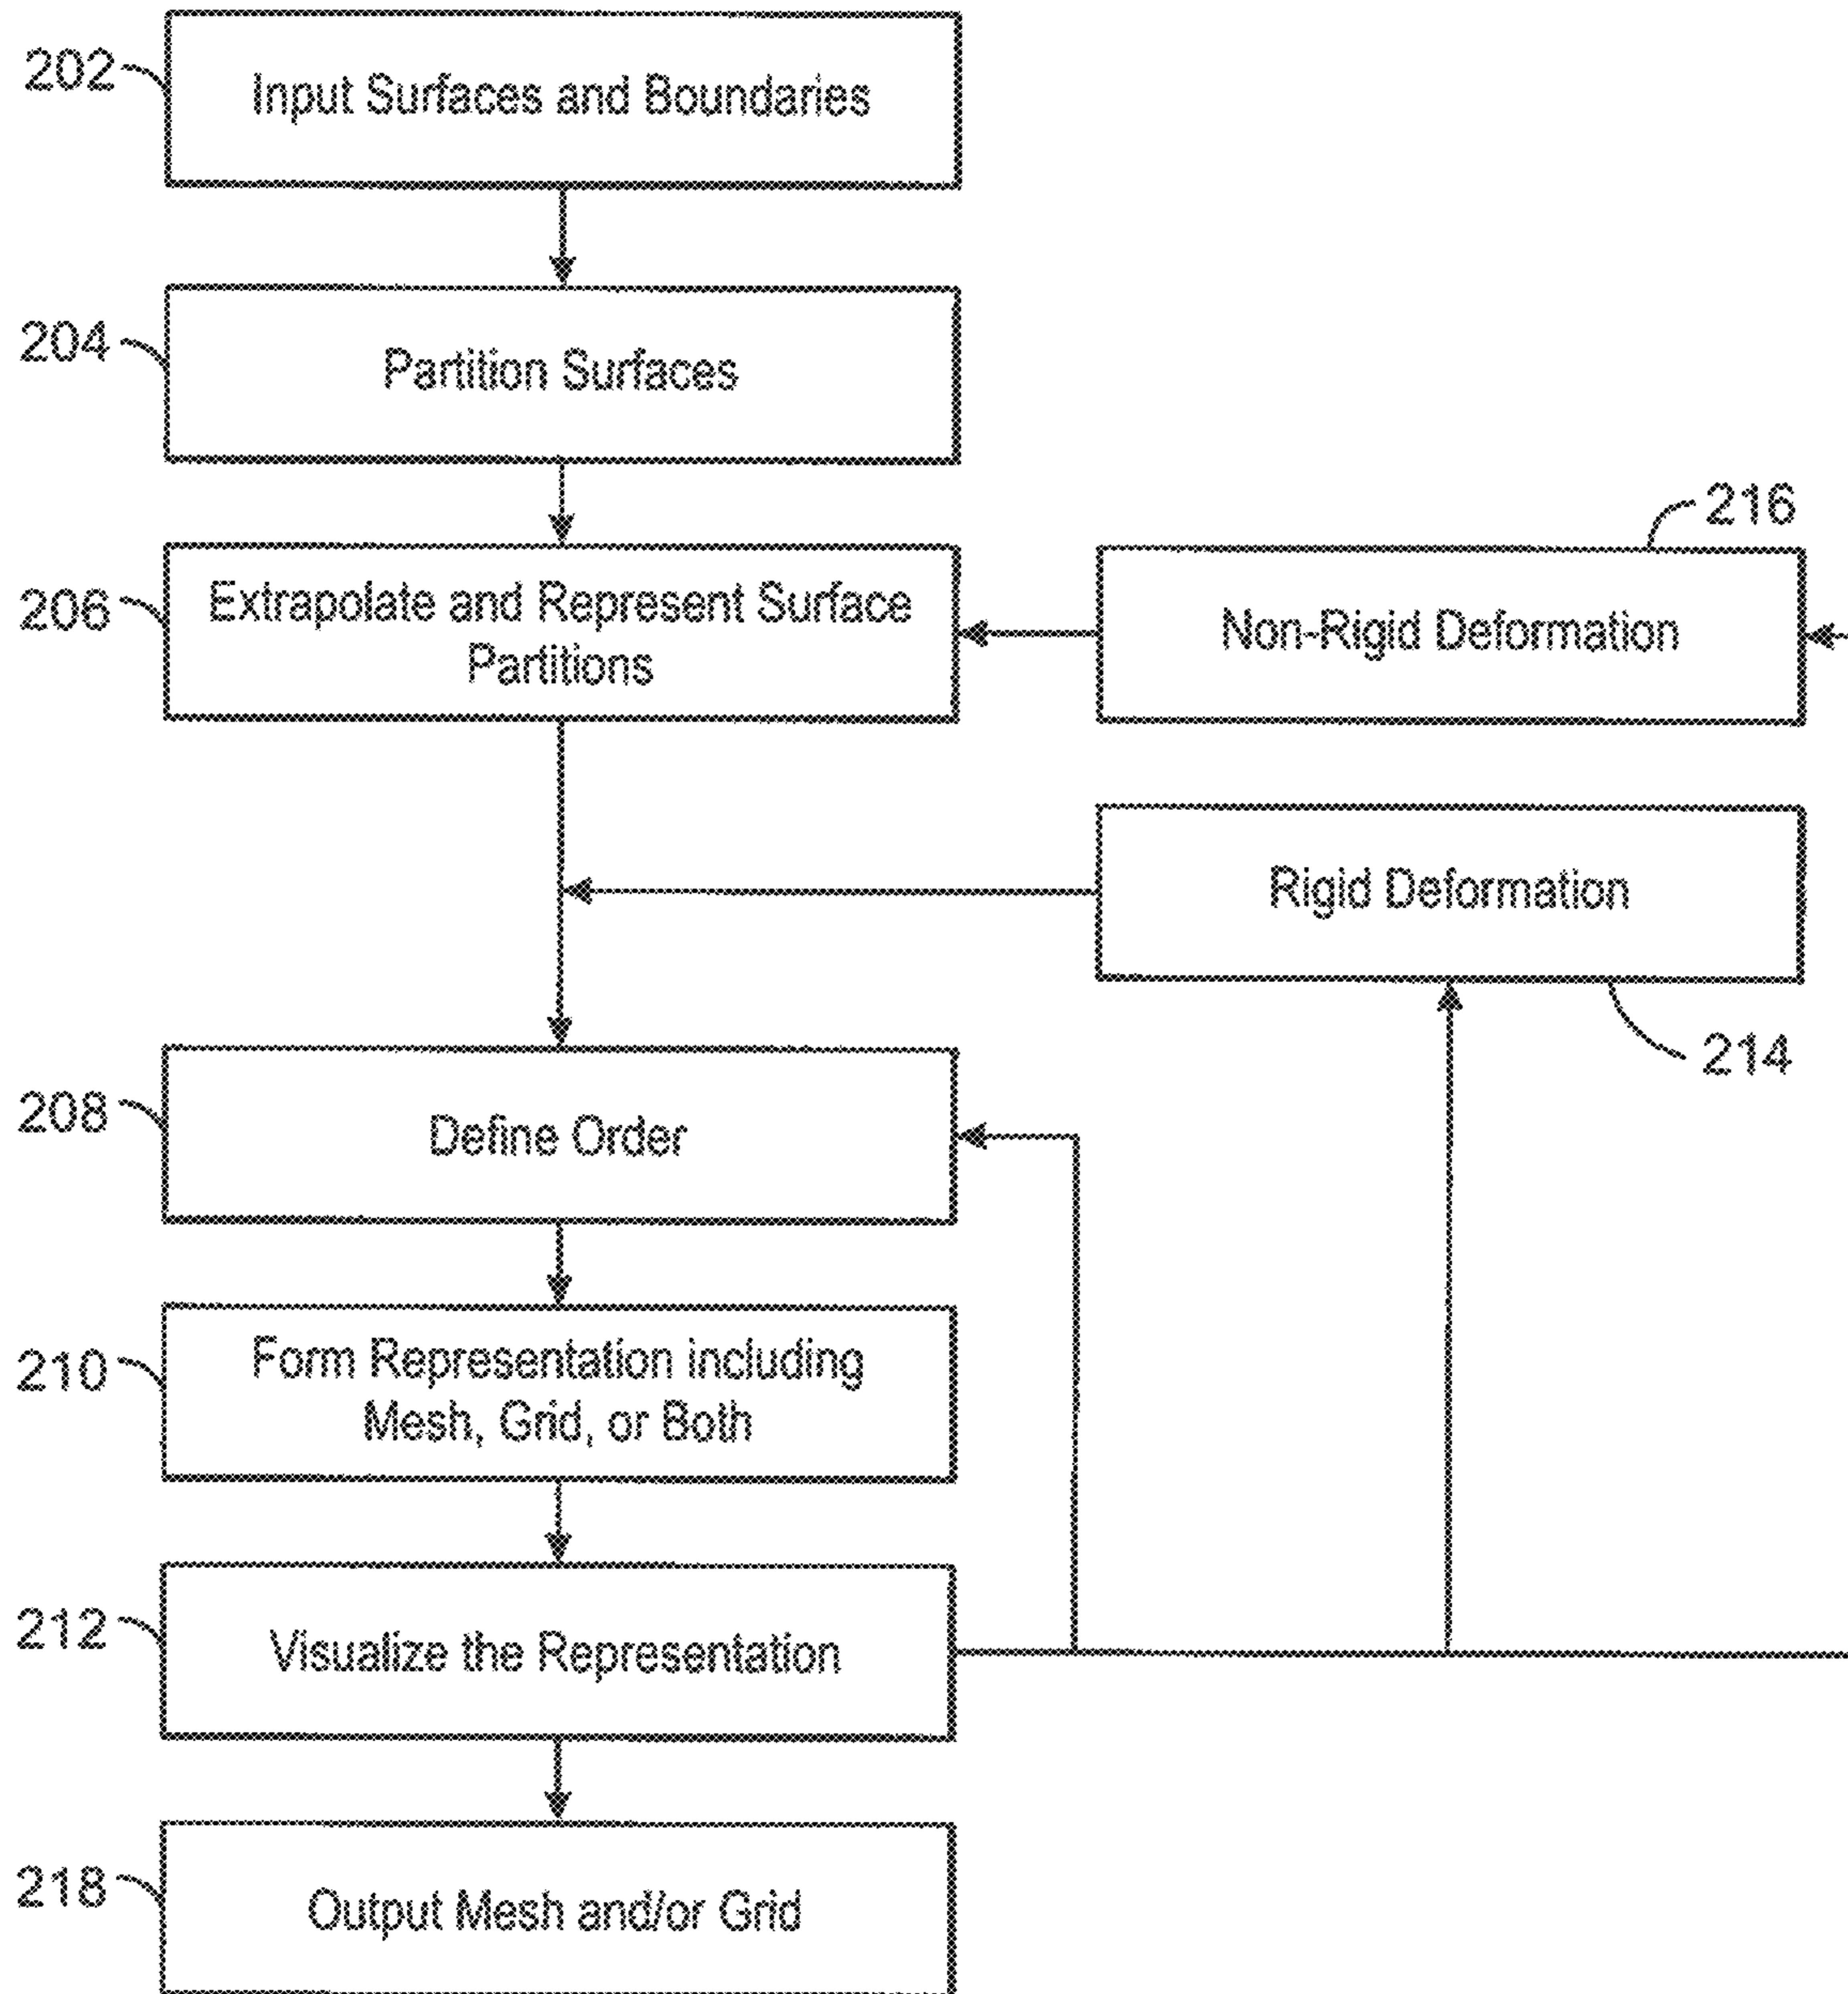 202
Input Surfaces and Boundaries
204
Partition Surfaces
216
206
Extrapolate and Represent Surface
Partitions
Non-Rigid Deformation
Rigid Deformation
214
208
Define Order
210
Form Representation including
Mesh, Grid, or Both
212
Visualize the Representation
218
Output Mesh and/or Grid